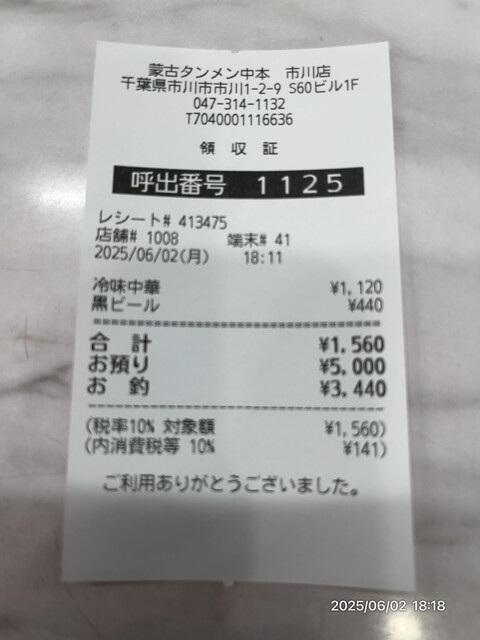 蒙古タンメン中本　市川店
千葉県市川市市川1-2-9 S60ビル1F
047-314-1132
T7040001116636
領　収　証
呼出番号　1125
レシート# 413475
店舗# 1008　端末# 41
2025/06/02(月)　18:11
冷味中華　¥1,120
黒ビール　¥440
合　計　¥1,560
お預り　¥5,000
お　釣　¥3,440
(税率10% 対象額　¥1,560)
(内消費税等 10%　¥141)
ご利用ありがとうございました。
2025/06/02 18:18